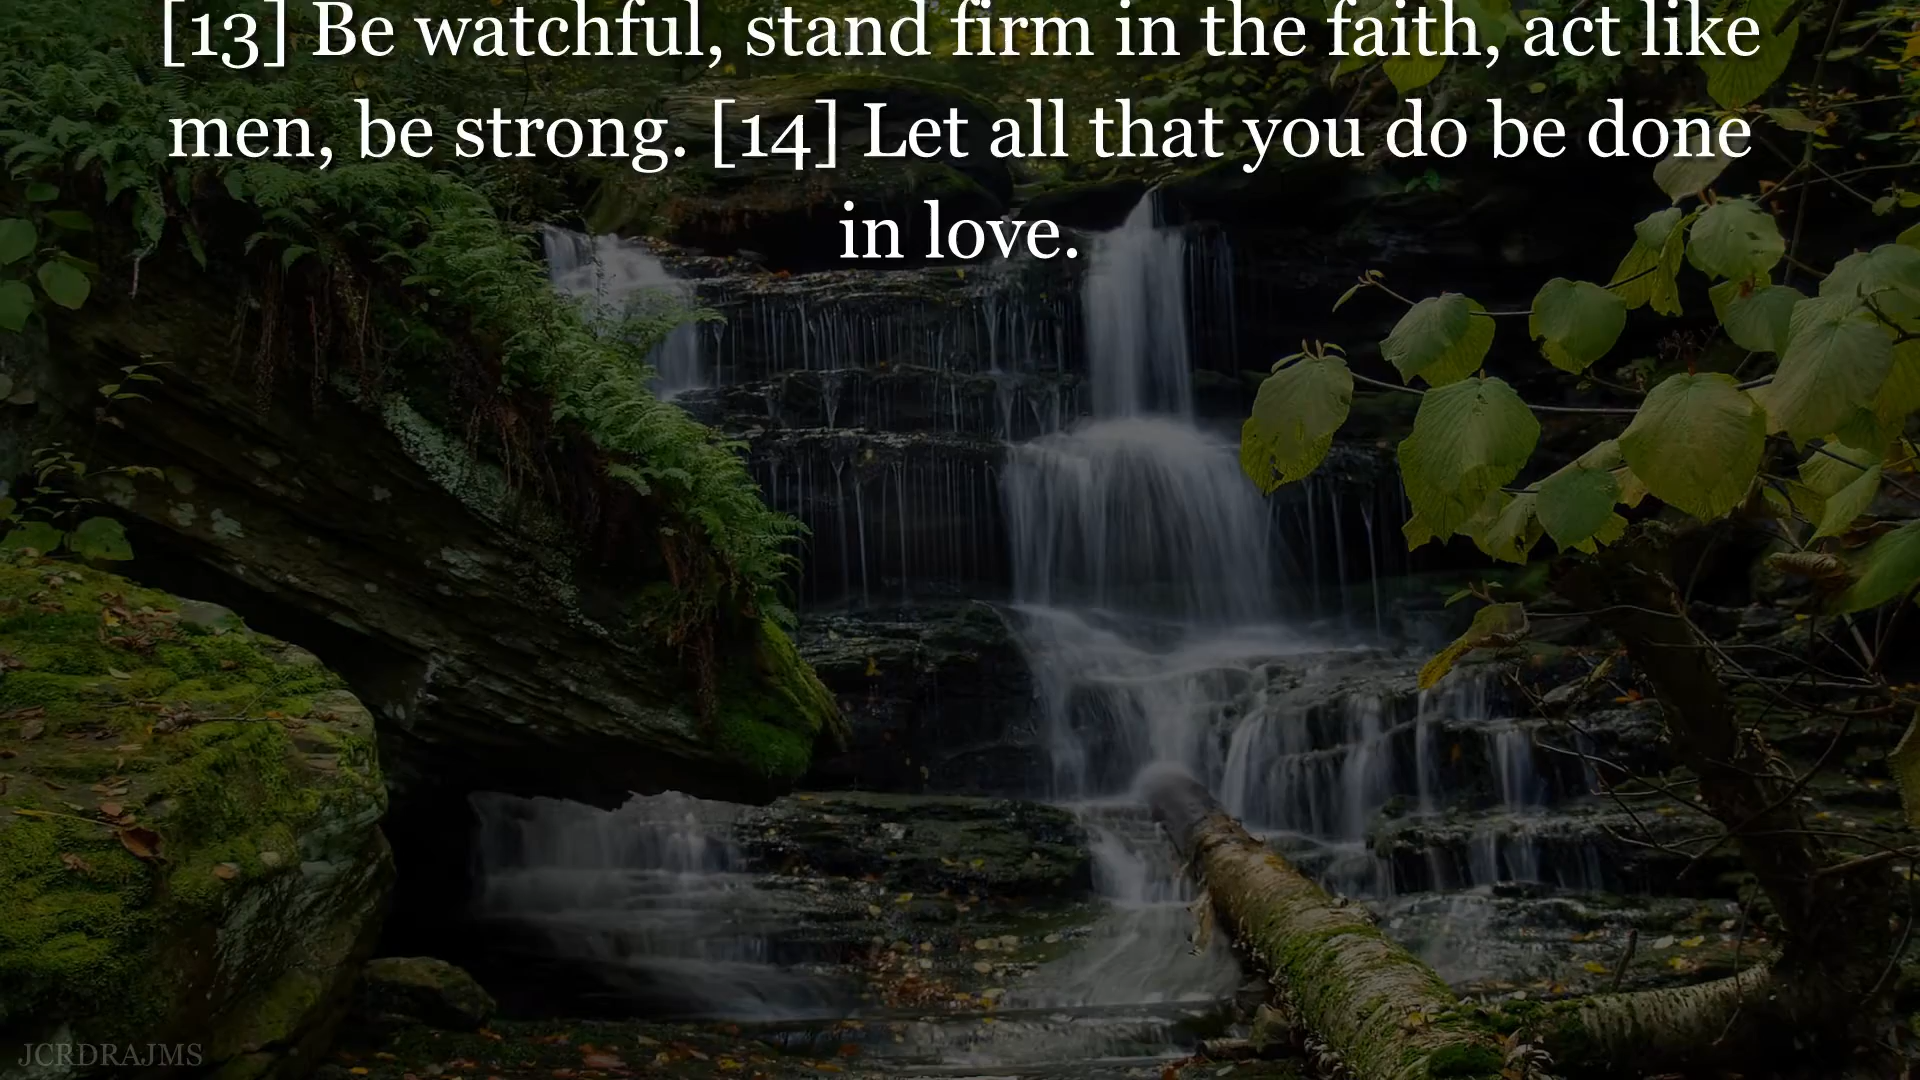 [13] Be watchful, stand firm in the faith, act like
men, be strong. [14] Let all that you do be done
in love.
JCRDRAJMS